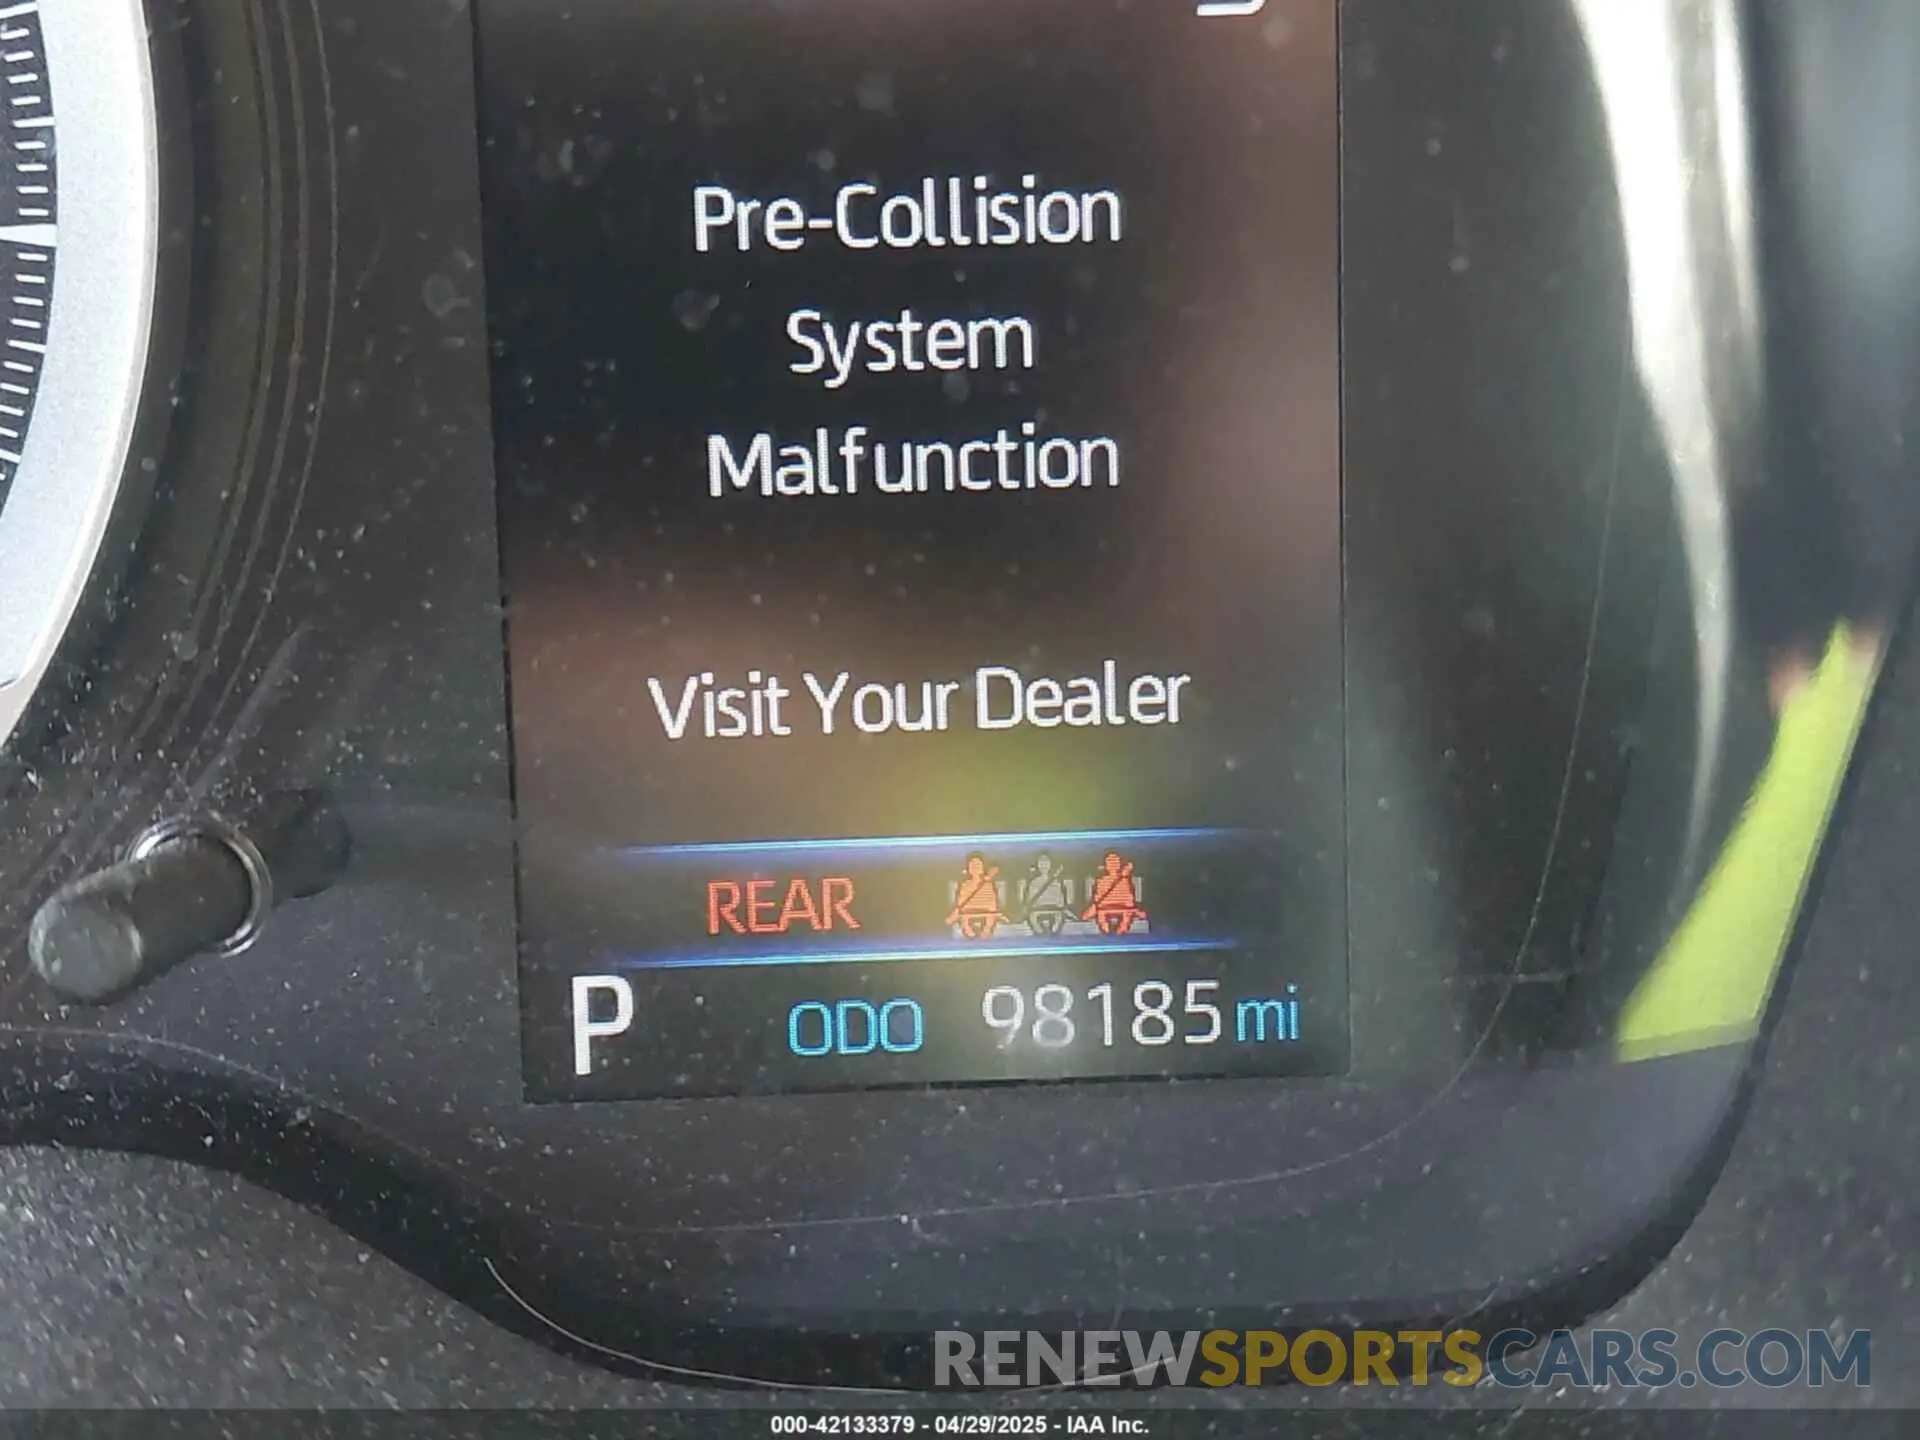 Pre-Collision
System
Malfunction
Visit Your Dealer
REAR
P ODO 98185 mi
RENEWSPORTSCARS.COM
000-42133379 - 04/29/2025 - IAA Inc.